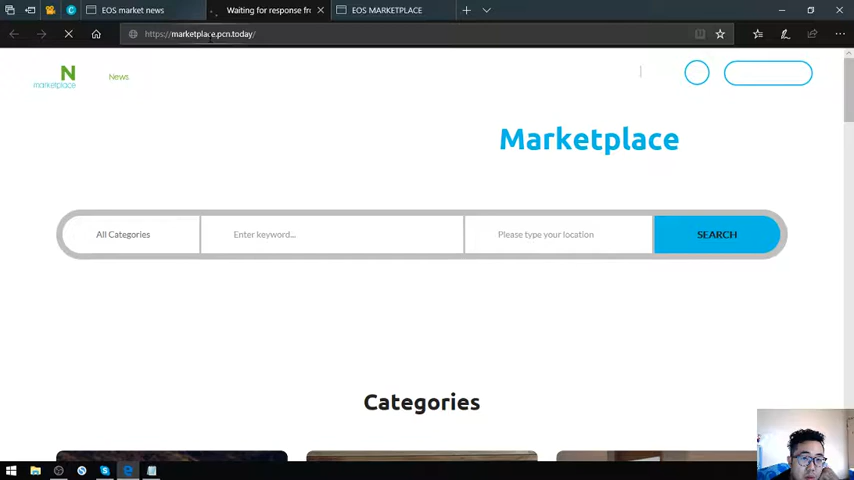 EOS market news
Waiting for response fr
EOS MARKETPLACE
https://marketplace.pcn.today/
N
marketplace
News
Marketplace
All Categories
Enter keyword...
Please type your location
SEARCH
Categories